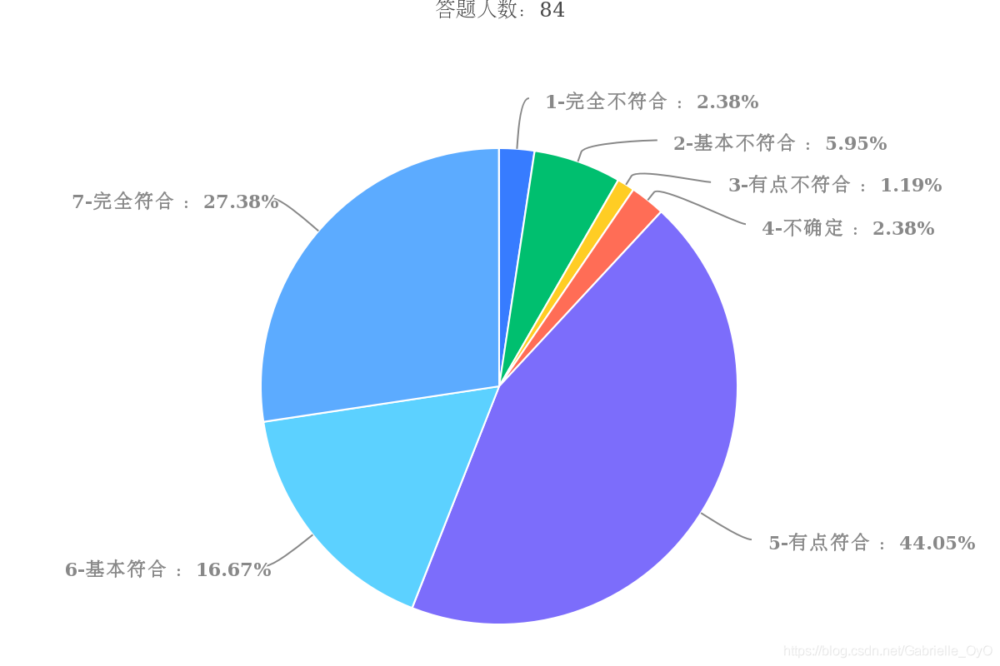 答题人数：84
1-完全不符合 ：2.38%
2-基本不符合 ：5.95%
3-有点不符合 ：1.19%
7-完全符合 ：27.38%
4-不确定 ：2.38%
5-有点符合 ：44.05%
6-基本符合 ：16.67%
https://blog.csdn.net/Gabrielle_OyO